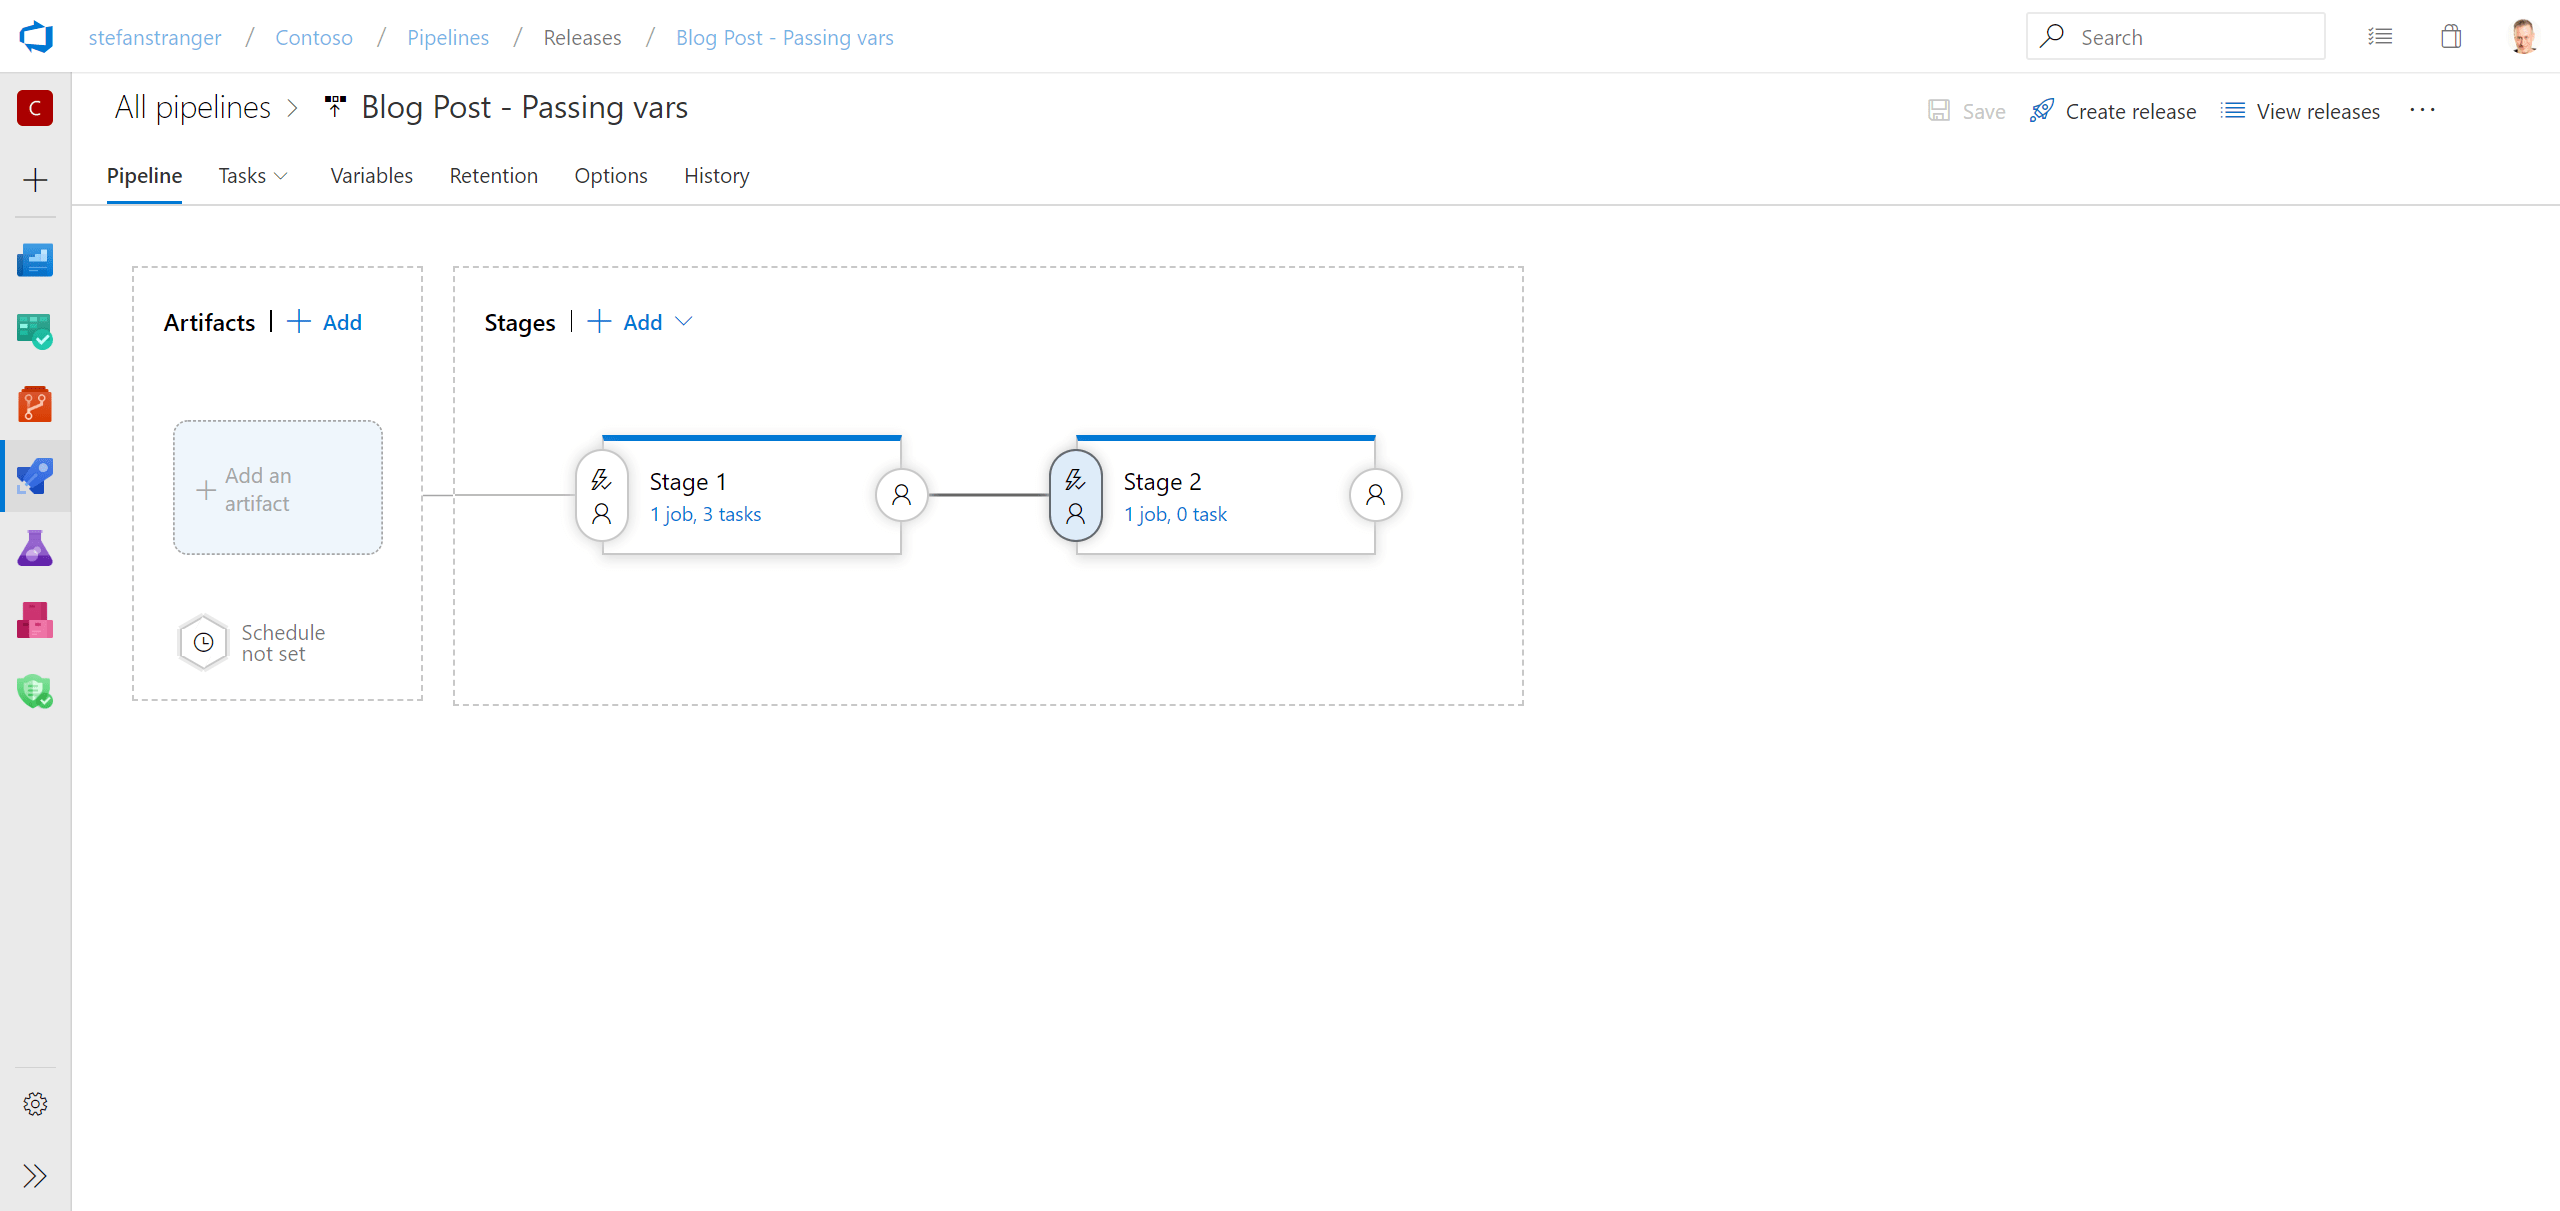 stefanstranger / Contoso / Pipelines / Releases / Blog Post - Passing vars
Search
C
All pipelines > Blog Post - Passing vars
Save
Create release
View releases
...
Pipeline
Tasks
Variables
Retention
Options
History
Artifacts | + Add
Stages | + Add
+ Add an
artifact
Stage 1
1 job, 3 tasks
Stage 2
1 job, 0 task
Schedule
not set